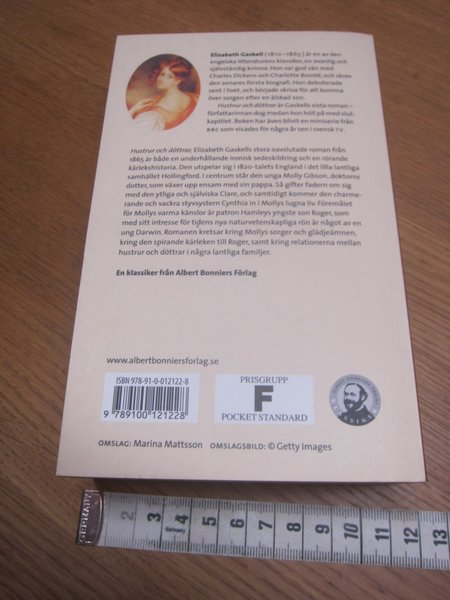 Elizabeth Gaskell (1810–1865) är en av den
engelska litteraturens klassiker, en ovanlig och
självständig kvinna. Hon var god vän med
Charles Dickens och Charlotte Brontë, och skrev
den senares första biografi. Hon debuterade
sent i livet, och började skriva för att komma
över sorgen efter en älskad son.
Hustrur och döttrar är Gaskells sista roman –
författarinnan dog medan hon höll på med slut-
kapitlet. Boken har även blivit en miniserie från
BBC som visades för några år sen i svensk TV.
Hustrur och döttrar, Elizabeth Gaskells stora oavslutade roman från
1865 är både en underhållande ironisk sedesskildring och en rörande
kärlekshistoria. Den utspelar sig i 1820-talets England i det lilla lantliga
samhället Hollingford. I centrum står den unga Molly Gibson, doktorns
dotter, som växer upp ensam med sin pappa. Så gifter fadern om sig
med den ytliga och själviska Clare, och samtidigt kommer den charme-
rande och vackra styvsystern Cynthia in i Mollys lugna liv. Föremålet
för Mollys varma känslor är patron Hamleys yngste son Roger, som
med sitt intresse för tidens nya naturvetenskapliga rön är något av en
ung Darwin. Romanen kretsar kring Mollys sorger och glädjeämnen,
kring den spirande kärleken till Roger, samt kring relationerna mellan
hustrur och döttrar i några lantliga familjer.
En klassiker från Albert Bonniers Förlag
www.albertbonniersforlag.se
ISBN 978-91-0-012122-8
9 789100 121228
PRISGRUPP
F
POCKET STANDARD
ALBERT BONNIERS FÖRLAG
KLASSIKER
OMSLAG: Marina Mattsson OMSLAGSBILD: © Getty Images
GERMANY 2 3 4 5 6 7 8 9 10 11 12 13
Germany